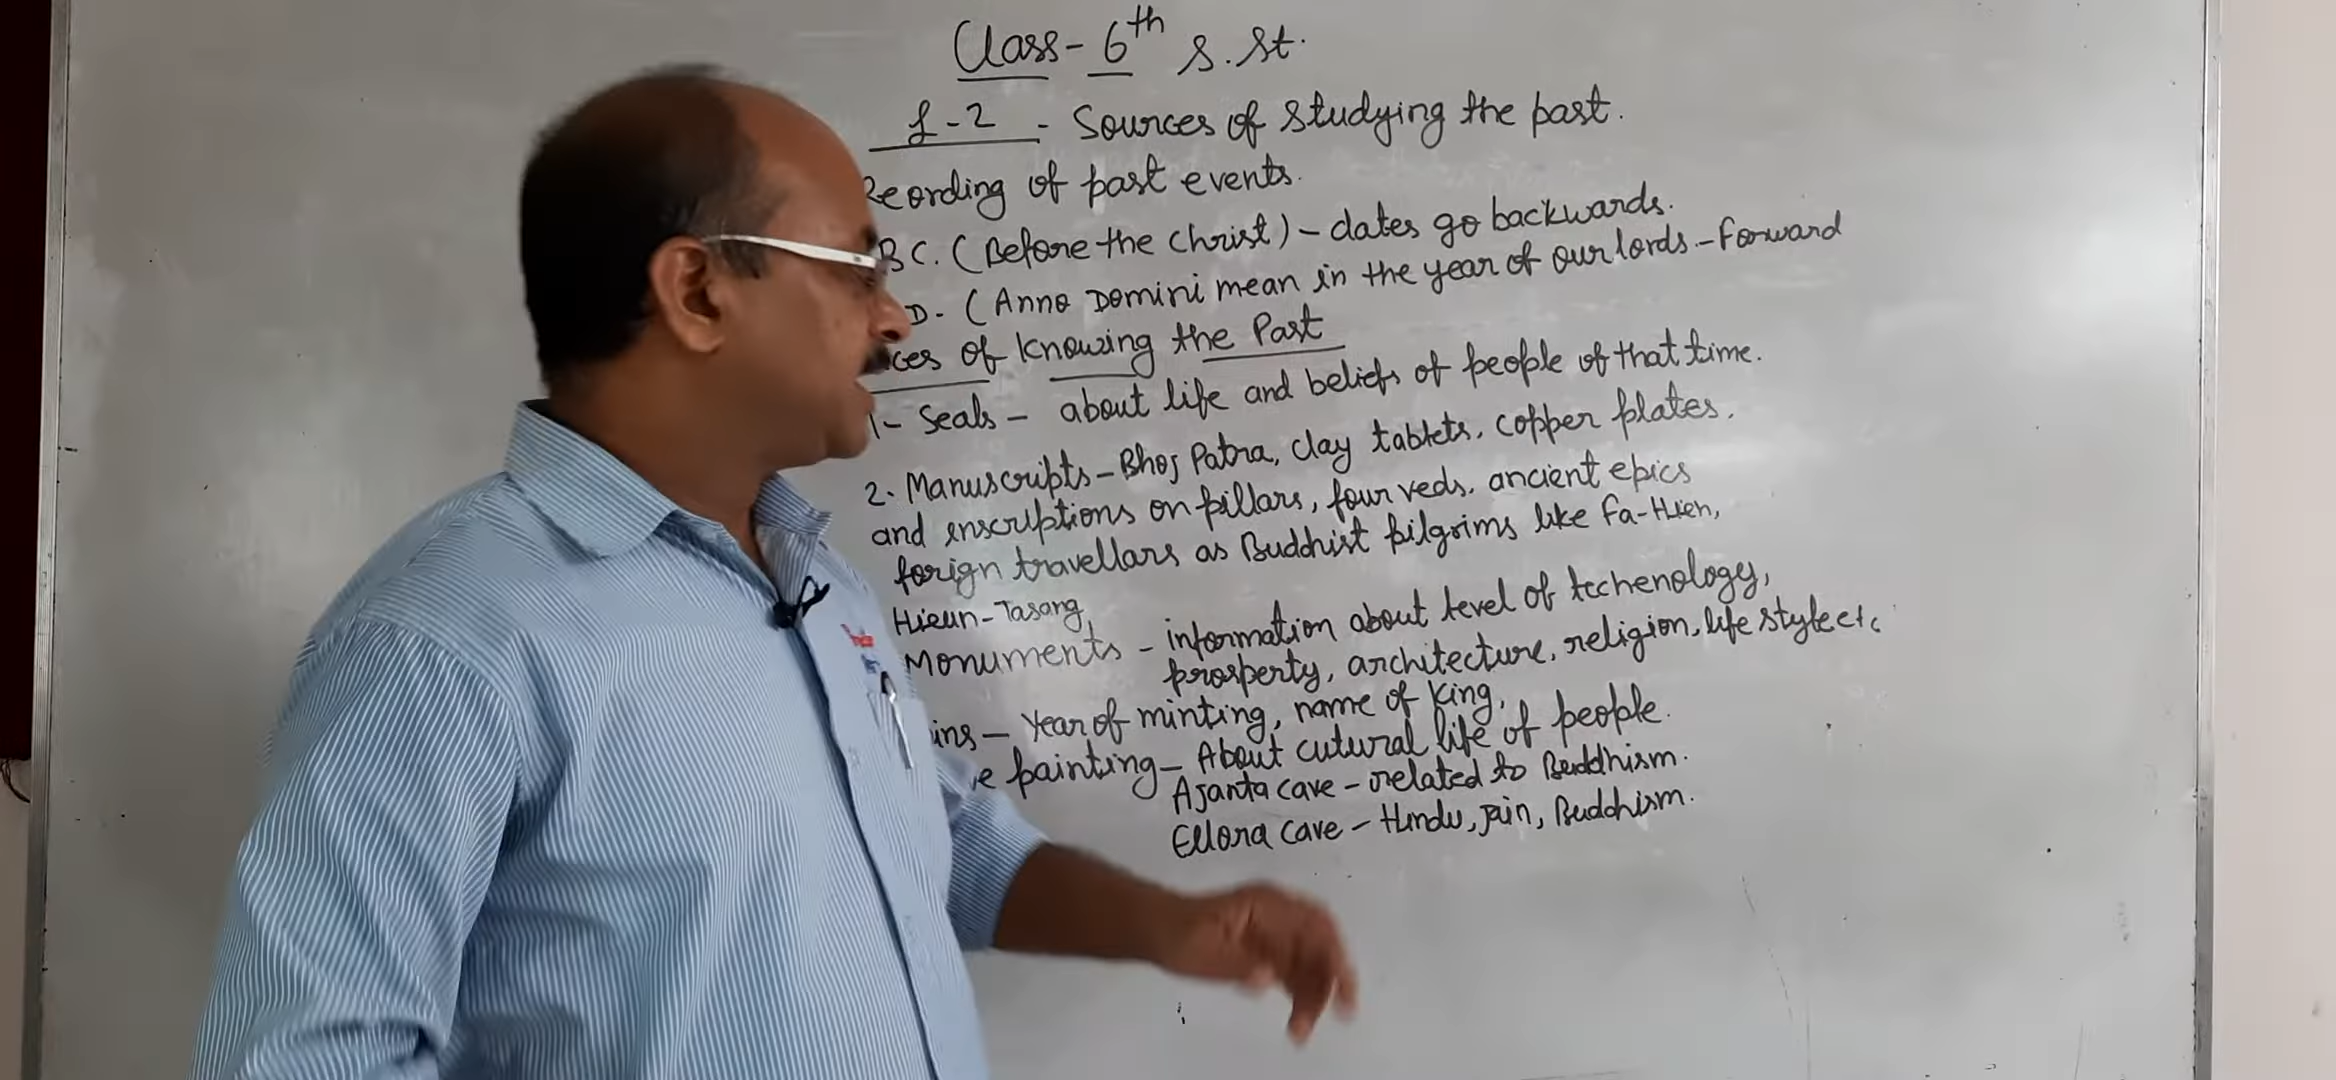 Class- 6th S. St.
L-2 - Sources of Studying the past.
Reording of past events.
BC. (Before the Christ) - dates go backwards.
D. (Anno Domini mean in the year of our lords - Forward
ces of Knowing the Past
1- Seals - about life and beliefs of people of that time.
2. Manuscripts - Bhoj Patra, clay tablets, copper plates.
and inscriptions on pillars, four veds, ancient epics
forign travellars as Buddhist pilgrims like Fa-Hien,
Hieun-Tasang
Monuments - information about level of techenology,
prosperty, architecture, religion, life style etc
ins - Year of minting, name of King,
e painting - About cutural life of people.
Ajanta cave - related to Buddhism.
Ellora cave - Hindu, Jain, Buddhism.